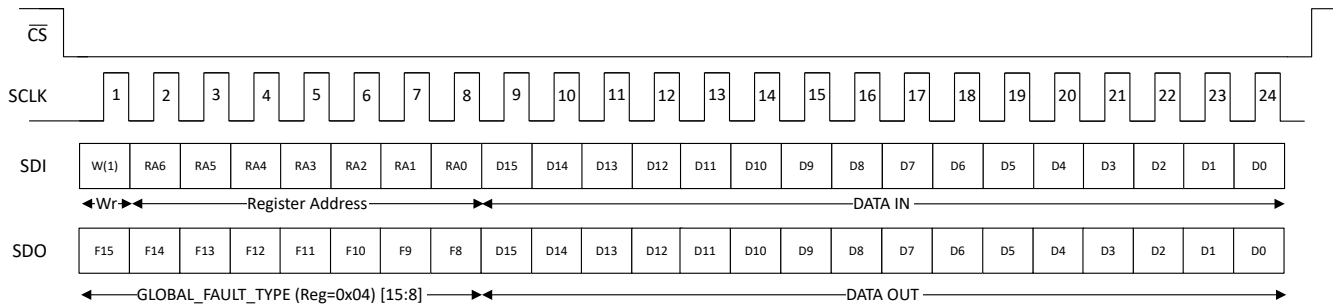 CS
SCLK 1 2 3 4 5 6 7 8 9 10 11 12 13 14 15 16 17 18 19 20 21 22 23 24
SDI W(1) RA6 RA5 RA4 RA3 RA2 RA1 RA0 D15 D14 D13 D12 D11 D10 D9 D8 D7 D6 D5 D4 D3 D2 D1 D0
Wr Register Address DATA IN
SDO F15 F14 F13 F12 F11 F10 F9 F8 D15 D14 D13 D12 D11 D10 D9 D8 D7 D6 D5 D4 D3 D2 D1 D0
GLOBAL_FAULT_TYPE (Reg=0x04) [15:8] DATA OUT